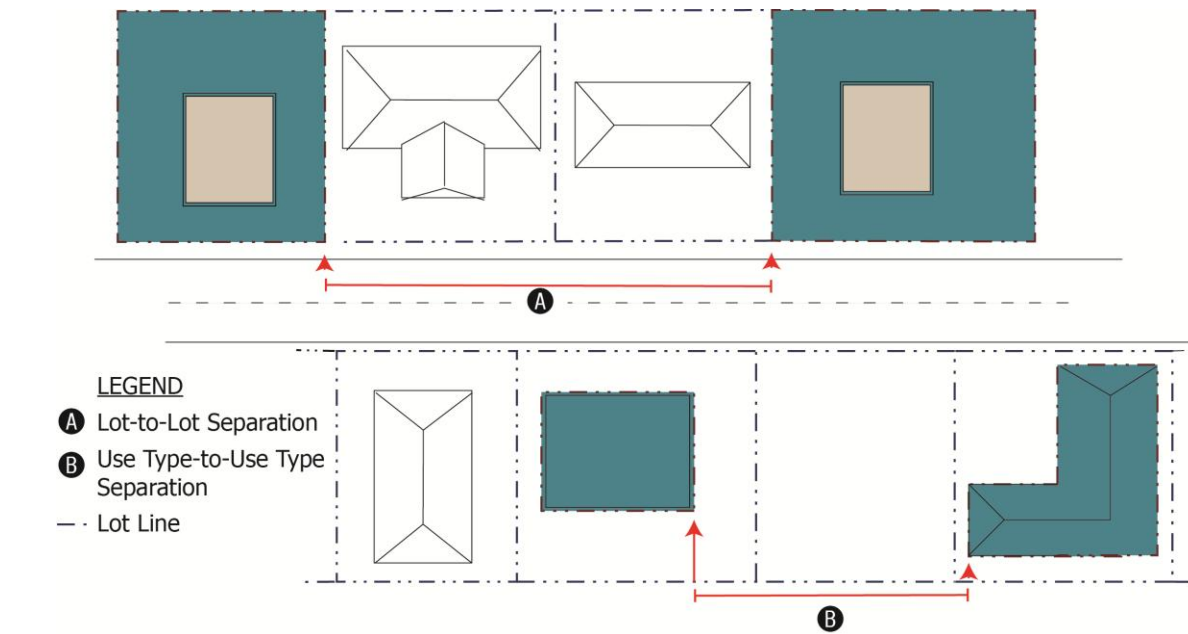 A
LEGEND
A Lot-to-Lot Separation
B Use Type-to-Use Type
Separation
Lot Line
B